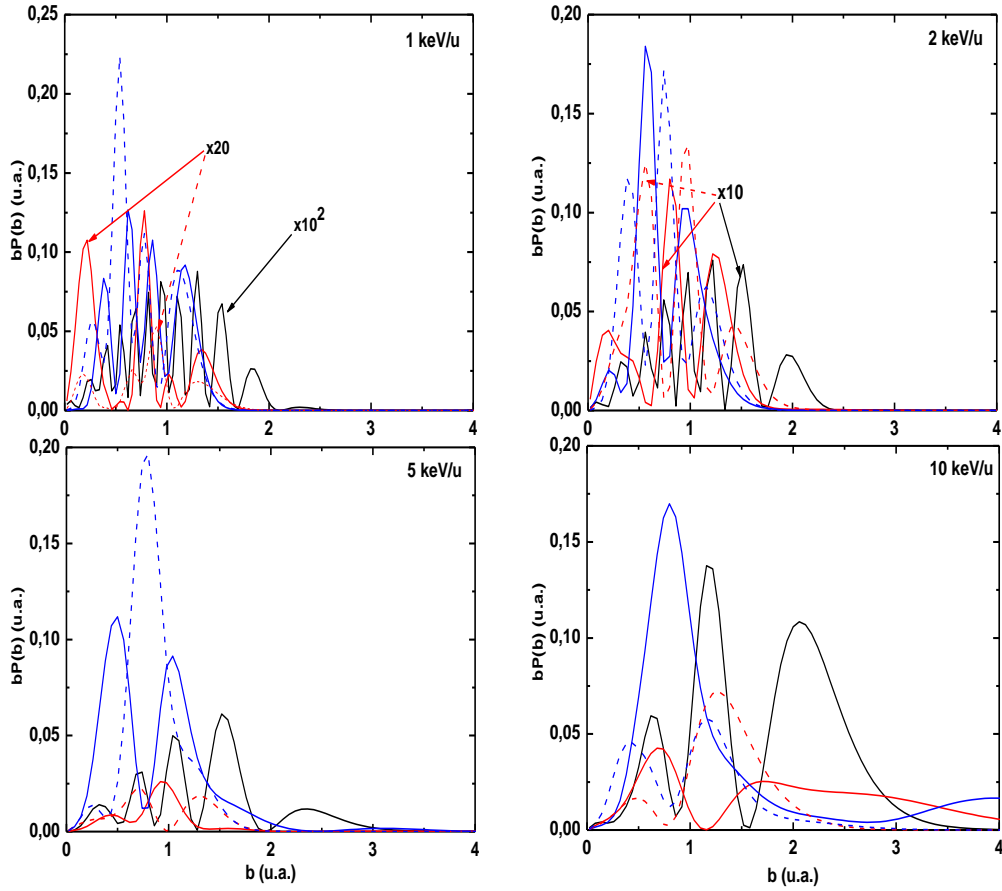 1 keV/u
0,25
0,20
0,15
0,10
0,05
0,00
bP(b) (u.a.)
x20
x10²
0 1 2 3 4
2 keV/u
0,20
0,15
0,10
0,05
0,00
bP(b) (u.a.)
x10
0 1 2 3 4
5 keV/u
0,20
0,15
0,10
0,05
0,00
bP(b) (u.a.)
0 1 2 3 4
b (u.a.)
10 keV/u
0,20
0,15
0,10
0,05
0,00
bP(b) (u.a.)
0 1 2 3 4
b (u.a.)